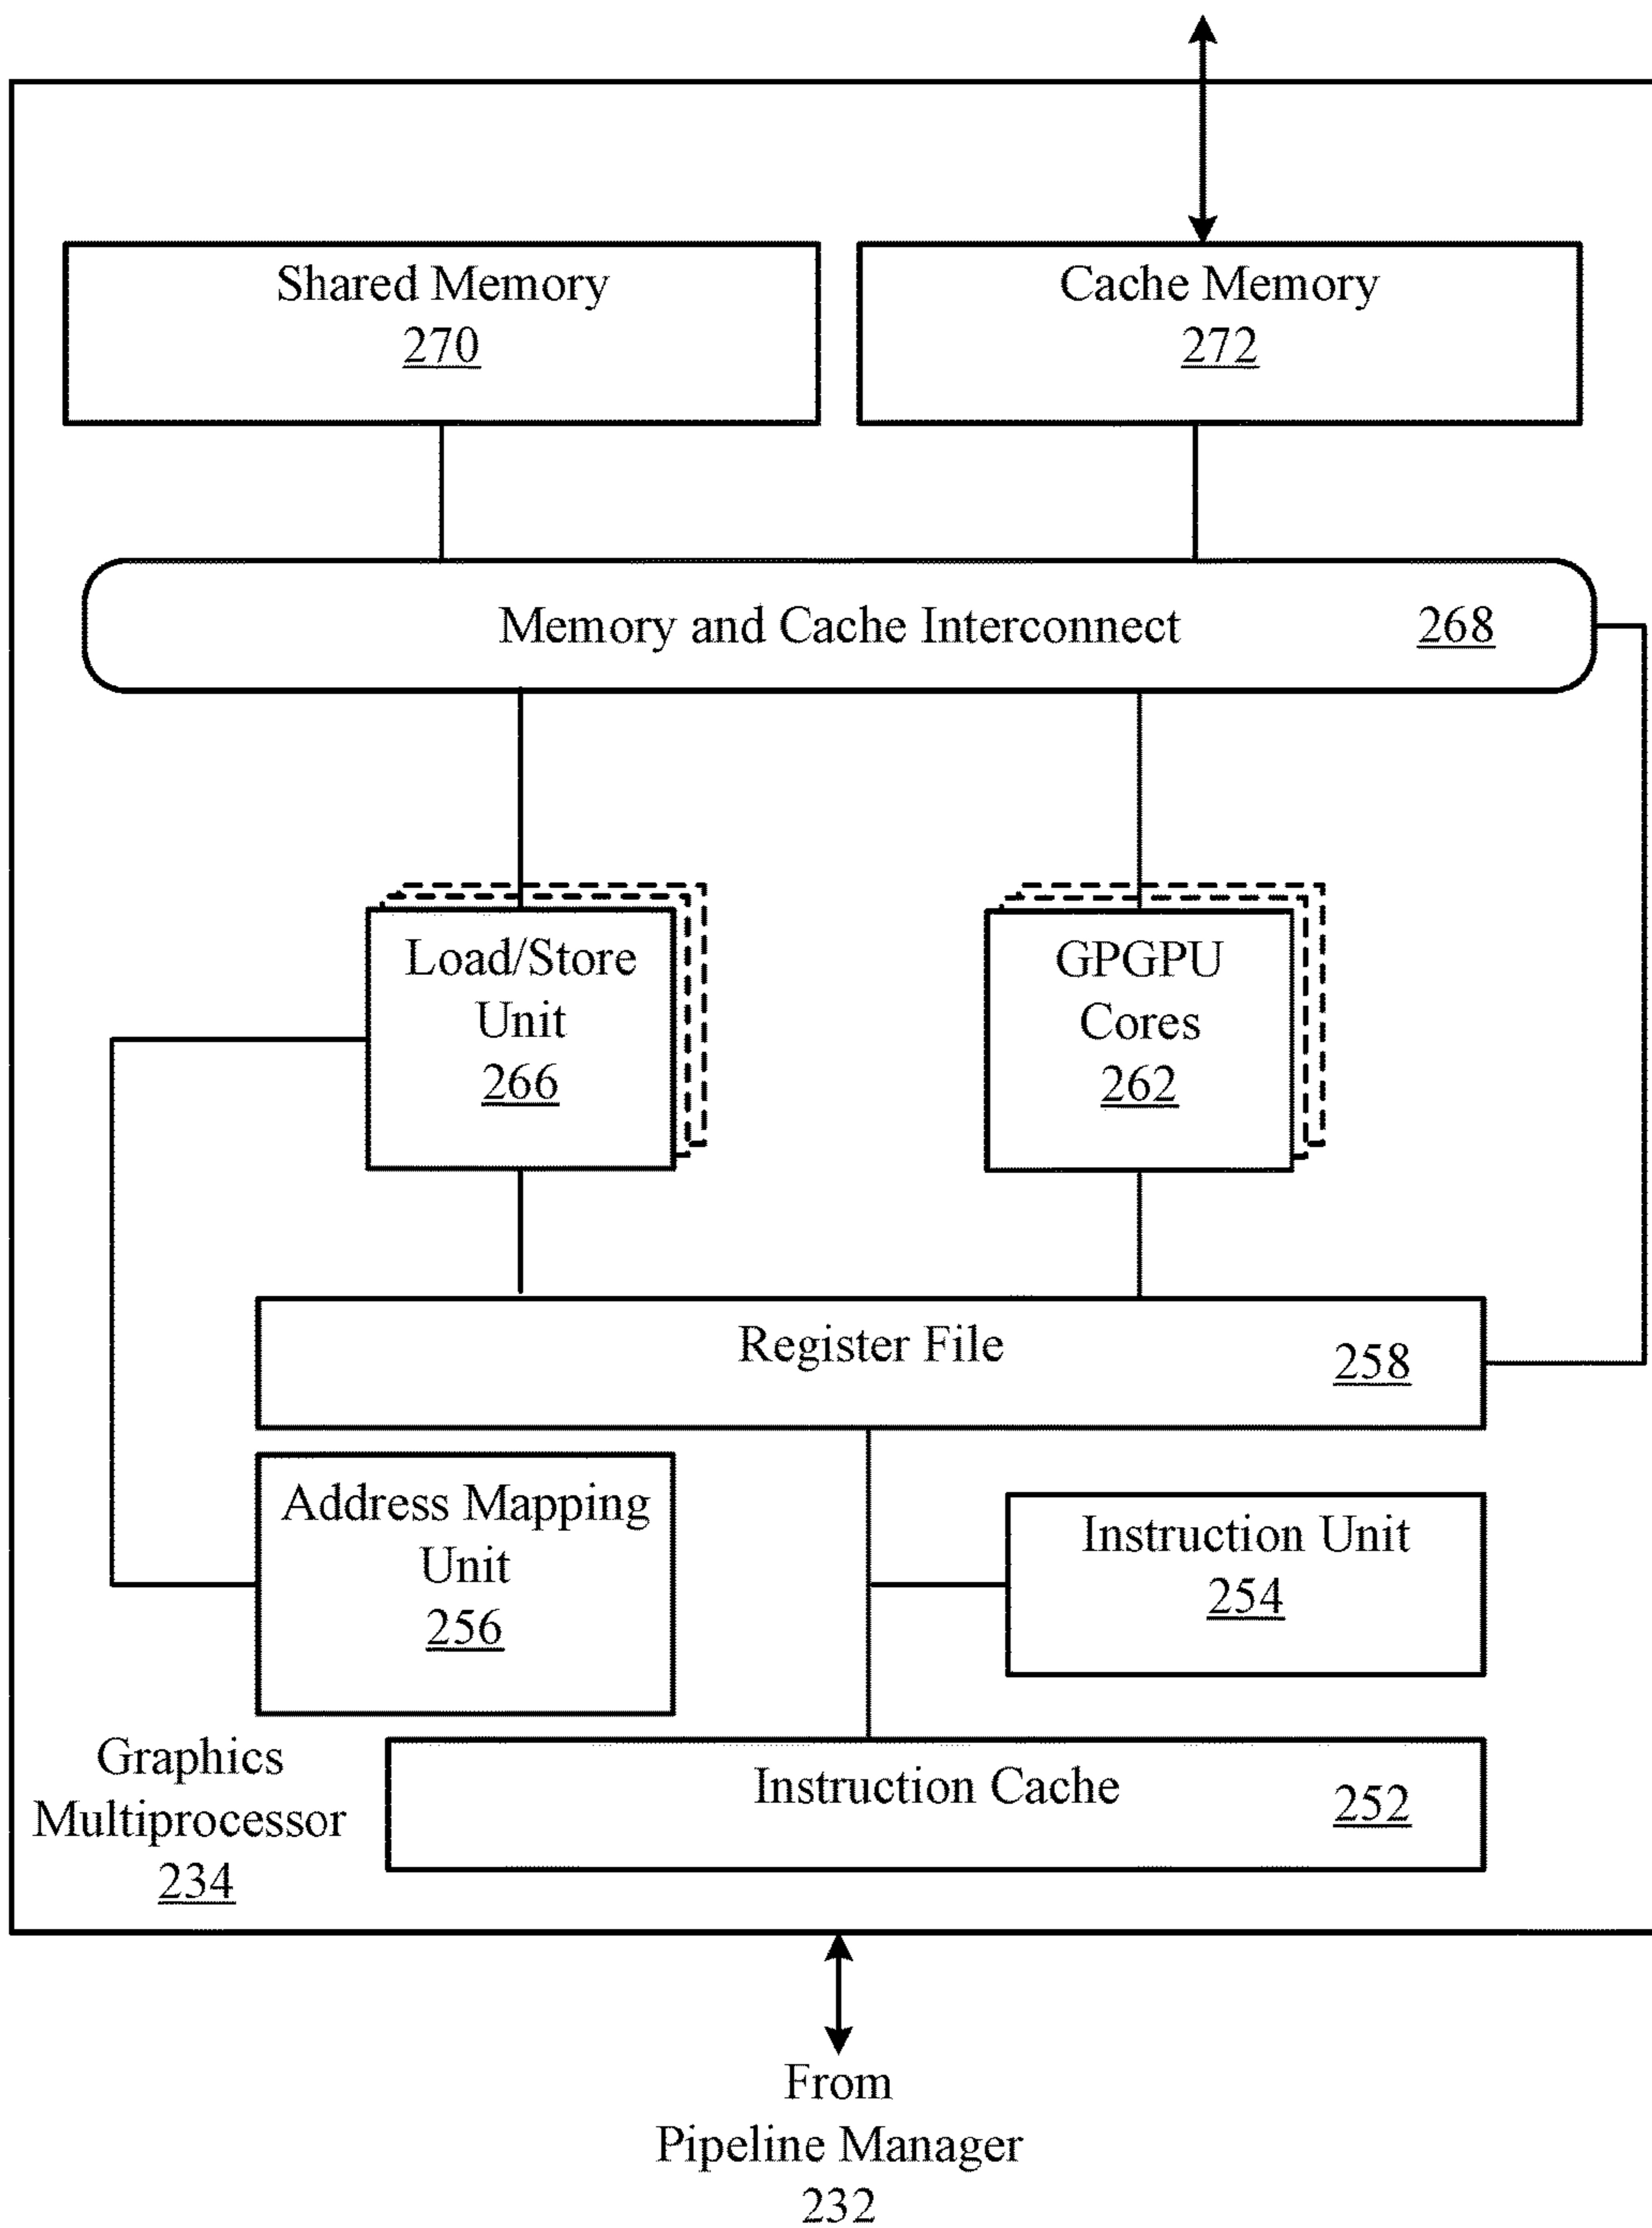 Shared Memory
270
Cache Memory
272
Memory and Cache Interconnect 268
Load/Store
Unit
266
GPGPU
Cores
262
Register File 258
Address Mapping
Unit
256
Instruction Unit
254
Graphics
Multiprocessor
234
Instruction Cache 252
From
Pipeline Manager
232